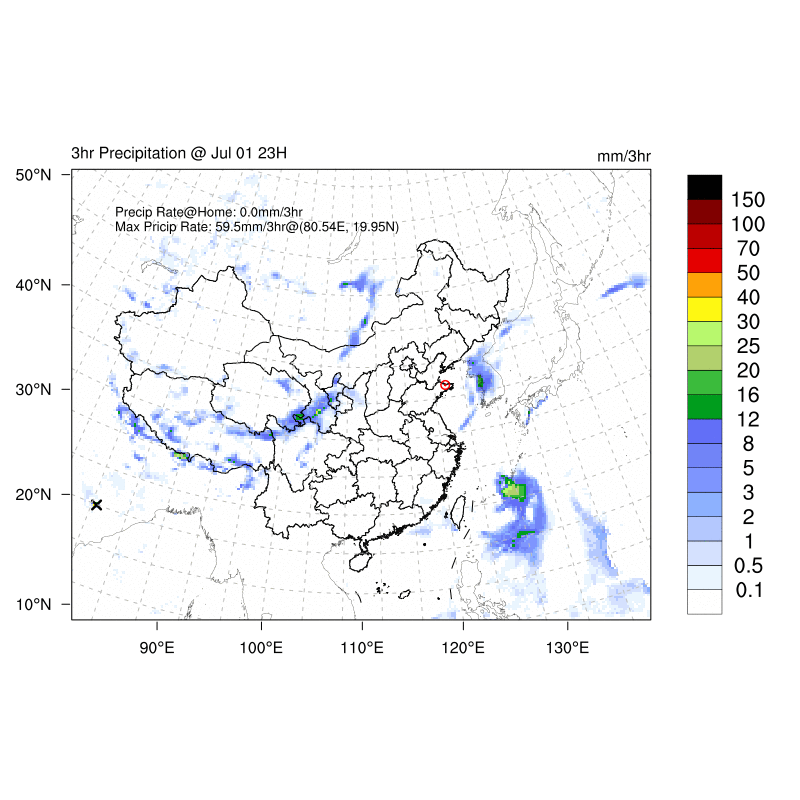 3hr Precipitation @ Jul 01 23H
mm/3hr
Precip Rate@Home: 0.0mm/3hr
Max Pricip Rate: 59.5mm/3hr@(80.54E, 19.95N)
50°N
40°N
30°N
20°N
10°N
90°E
100°E
110°E
120°E
130°E
150
100
70
50
40
30
25
20
16
12
8
5
3
2
1
0.5
0.1